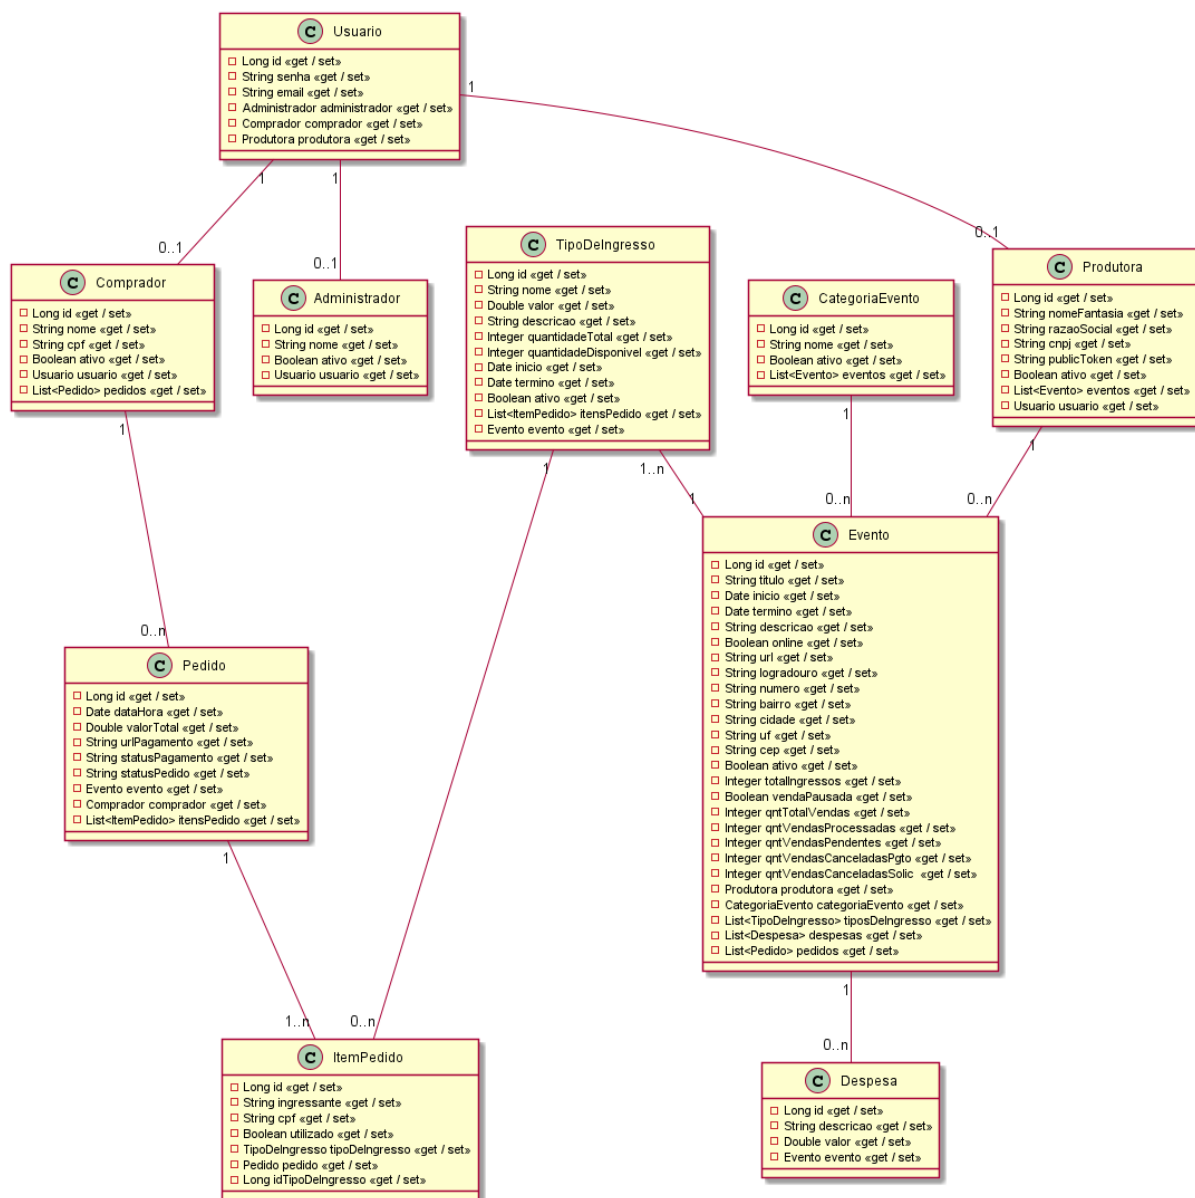 C Usuario
Long id «get / set»
String senha «get / set»
String email «get / set»
Administrador administrador «get / set»
Comprador comprador «get / set»
Produtora produtora «get / set»
1
1
1
0..1
0..1
0..1
C Comprador
Long id «get / set»
String nome «get / set»
String cpf «get / set»
Boolean ativo «get / set»
Usuario usuario «get / set»
List<Pedido> pedidos «get / set»
C Administrador
Long id «get / set»
String nome «get / set»
Boolean ativo «get / set»
Usuario usuario «get / set»
C TipoDeIngresso
Long id «get / set»
String nome «get / set»
Double valor «get / set»
String descricao «get / set»
Integer quantidadeTotal «get / set»
Integer quantidadeDisponivel «get / set»
Date inicio «get / set»
Date termino «get / set»
Boolean ativo «get / set»
List<ItemPedido> itensPedido «get / set»
Evento evento «get / set»
C CategoriaEvento
Long id «get / set»
String nome «get / set»
Boolean ativo «get / set»
List<Evento> eventos «get / set»
C Produtora
Long id «get / set»
String nomeFantasia «get / set»
String razaoSocial «get / set»
String cnpj «get / set»
String publicToken «get / set»
Boolean ativo «get / set»
List<Evento> eventos «get / set»
Usuario usuario «get / set»
1
1
1..n
1
1
1
0..n
0..n
0..n
C Pedido
Long id «get / set»
Date dataHora «get / set»
Double valorTotal «get / set»
String urlPagamento «get / set»
String statusPagamento «get / set»
String statusPedido «get / set»
Evento evento «get / set»
Comprador comprador «get / set»
List<ItemPedido> itensPedido «get / set»
C Evento
Long id «get / set»
String titulo «get / set»
Date inicio «get / set»
Date termino «get / set»
String descricao «get / set»
Boolean online «get / set»
String url «get / set»
String logradouro «get / set»
String numero «get / set»
String bairro «get / set»
String cidade «get / set»
String uf «get / set»
String cep «get / set»
Boolean ativo «get / set»
Integer totalIngressos «get / set»
Boolean vendaPausada «get / set»
Integer qntTotalVendas «get / set»
Integer qntVendasProcessadas «get / set»
Integer qntVendasPendentes «get / set»
Integer qntVendasCanceladasPgto «get / set»
Integer qntVendasCanceladasSolic «get / set»
Produtora produtora «get / set»
CategoriaEvento categoriaEvento «get / set»
List<TipoDeIngresso> tiposDeIngresso «get / set»
List<Despesa> despesas «get / set»
List<Pedido> pedidos «get / set»
1
1
1..n
0..n
0..n
C ItemPedido
Long id «get / set»
String ingressante «get / set»
String cpf «get / set»
Boolean utilizado «get / set»
TipoDeIngresso tipoDeIngresso «get / set»
Pedido pedido «get / set»
Long idTipoDeIngresso «get / set»
C Despesa
Long id «get / set»
String descricao «get / set»
Double valor «get / set»
Evento evento «get / set»